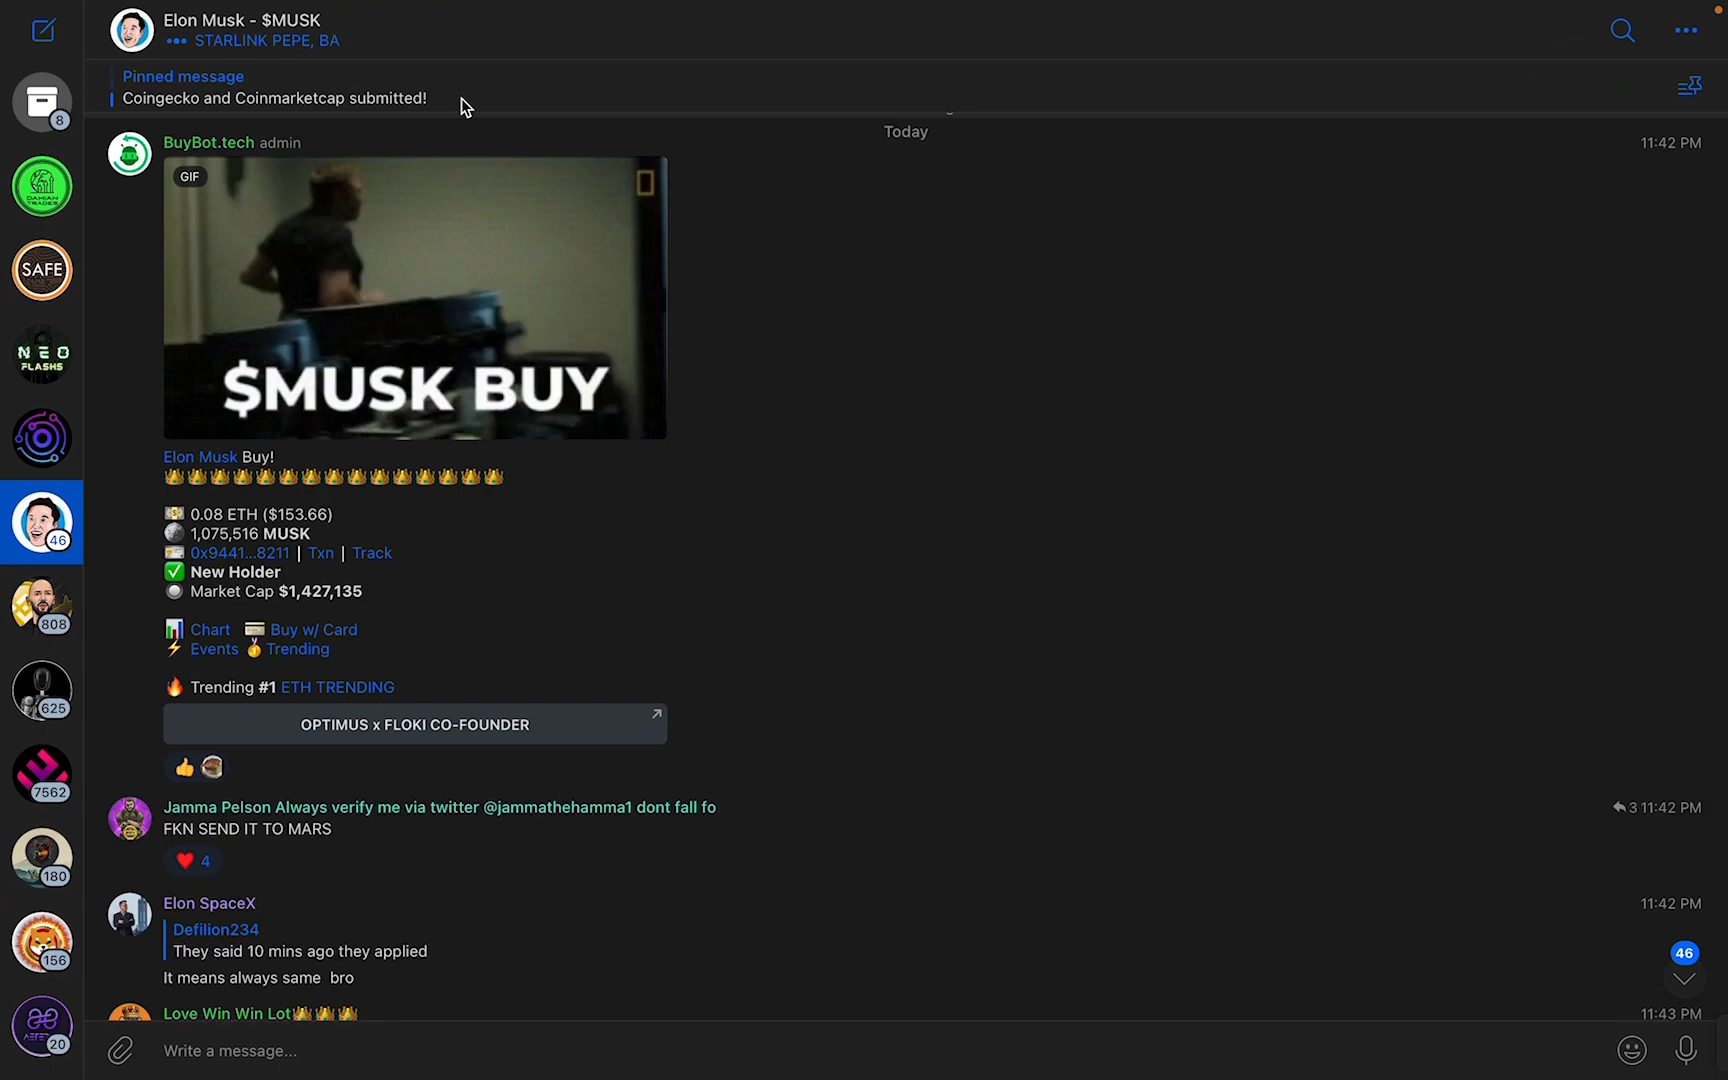 Elon Musk - $MUSK
••• STARLINK PEPE, BA
Pinned message
Coingecko and Coinmarketcap submitted!
Today
BuyBot.tech admin
11:42 PM
GIF
$MUSK BUY
Elon Musk Buy!
0.08 ETH ($153.66)
1,075,516 MUSK
0x9441...8211 | Txn | Track
New Holder
Market Cap $1,427,135
Chart Buy w/ Card
Events Trending
Trending #1 ETH TRENDING
OPTIMUS x FLOKI CO-FOUNDER
Jamma Pelson Always verify me via twitter @jammathehamma1 dont fall fo
3 11:42 PM
FKN SEND IT TO MARS
4
Elon SpaceX
11:42 PM
Defilion234
They said 10 mins ago they applied
It means always same bro
46
Love Win Win Lot
11:43 PM
Write a message...
8
DAMIAN
TRADES
SAFE
NEO
FLASHS
46
808
625
7562
180
156
20